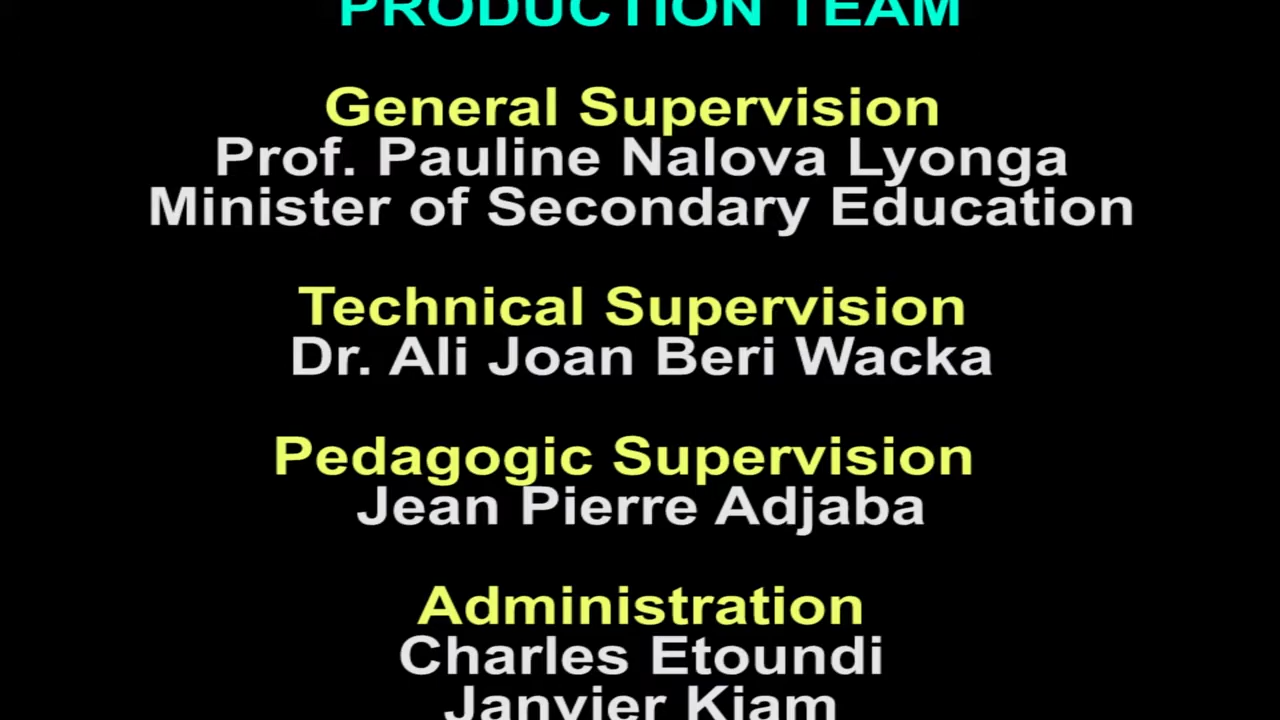 PRODUCTION TEAM
General Supervision
Prof. Pauline Nalova Lyonga
Minister of Secondary Education
Technical Supervision
Dr. Ali Joan Beri Wacka
Pedagogic Supervision
Jean Pierre Adjaba
Administration
Charles Etoundi
Janvier Kiam